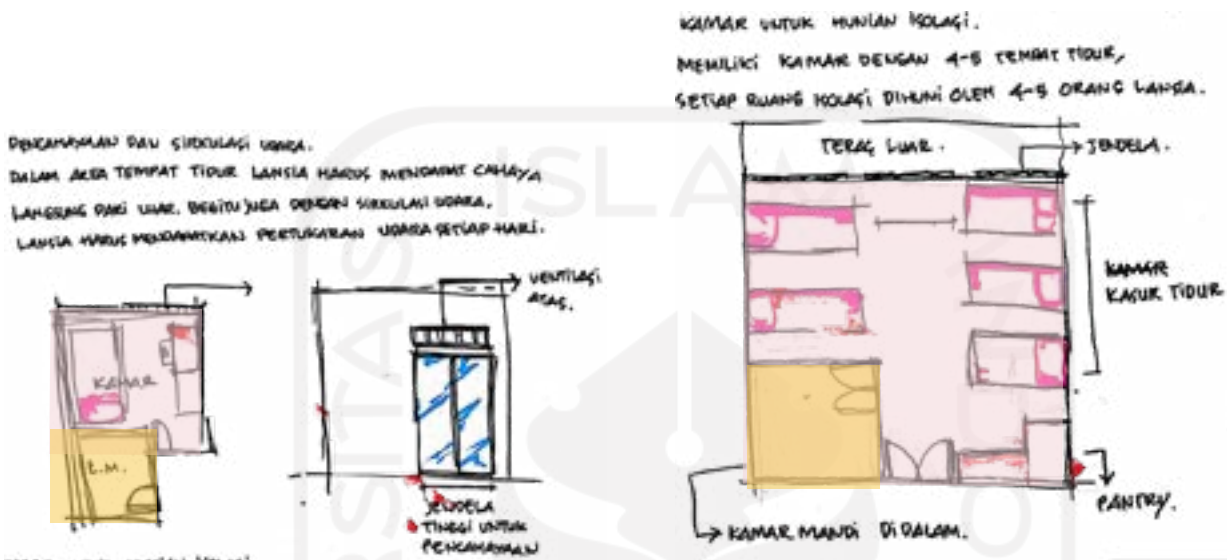 KAMAR UNTUK HUNIAN ISOLASI.
MEMILIKI KAMAR DENGAN 4-5 TEMPAT TIDUR,
SETIAP RUANG ISOLASI DIHUNI OLEH 4-5 ORANG LANSIA.
PENCAHAYAAN DAN SIRKULASI UDARA.
DALAM AREA TEMPAT TIDUR LANSIA HARUS MENDAPAT CAHAYA
LANGSUNG DARI LUAR. BEGITU JUGA DENGAN SIRKULASI UDARA.
LANSIA HARUS MENDAPATKAN PERTUKARAN UDARA SETIAP HARI.
KAMAR
K.M.
VENTILASI
ATAS.
JENDELA
TINGGI UNTUK
PENCAHAYAAN
TERAS LUAR.
JENDELA.
KAMAR
KASUR TIDUR
PANTRY.
KAMAR MANDI DI DALAM.
ISLAM